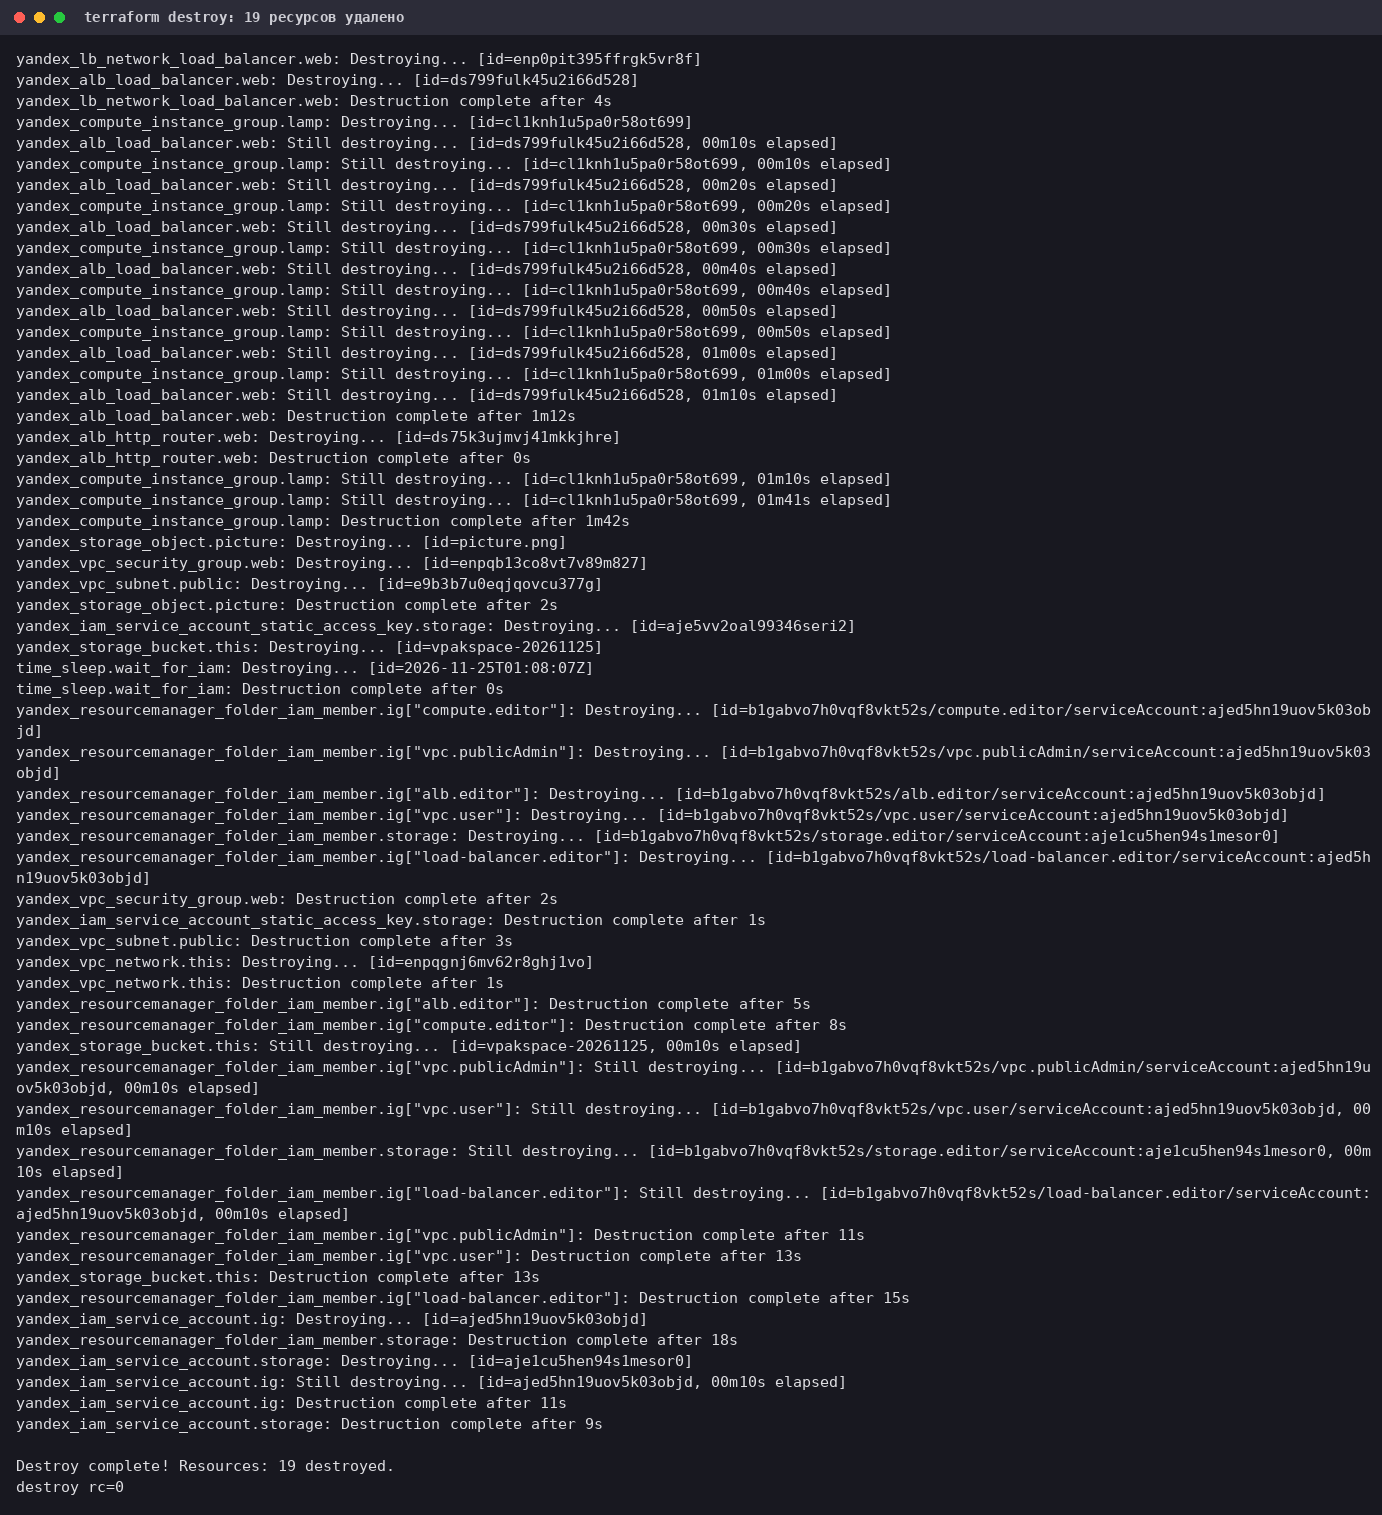 terraform destroy: 19 ресурсов удалено
yandex_lb_network_load_balancer.web: Destroying... [id=enp0pit395ffrgk5vr8f]
yandex_alb_load_balancer.web: Destroying... [id=ds799fulk45u2i66d528]
yandex_lb_network_load_balancer.web: Destruction complete after 4s
yandex_compute_instance_group.lamp: Destroying... [id=cl1knh1u5pa0r58ot699]
yandex_alb_load_balancer.web: Still destroying... [id=ds799fulk45u2i66d528, 00m10s elapsed]
yandex_compute_instance_group.lamp: Still destroying... [id=cl1knh1u5pa0r58ot699, 00m10s elapsed]
yandex_alb_load_balancer.web: Still destroying... [id=ds799fulk45u2i66d528, 00m20s elapsed]
yandex_compute_instance_group.lamp: Still destroying... [id=cl1knh1u5pa0r58ot699, 00m20s elapsed]
yandex_alb_load_balancer.web: Still destroying... [id=ds799fulk45u2i66d528, 00m30s elapsed]
yandex_compute_instance_group.lamp: Still destroying... [id=cl1knh1u5pa0r58ot699, 00m30s elapsed]
yandex_alb_load_balancer.web: Still destroying... [id=ds799fulk45u2i66d528, 00m40s elapsed]
yandex_compute_instance_group.lamp: Still destroying... [id=cl1knh1u5pa0r58ot699, 00m40s elapsed]
yandex_alb_load_balancer.web: Still destroying... [id=ds799fulk45u2i66d528, 00m50s elapsed]
yandex_compute_instance_group.lamp: Still destroying... [id=cl1knh1u5pa0r58ot699, 00m50s elapsed]
yandex_alb_load_balancer.web: Still destroying... [id=ds799fulk45u2i66d528, 01m00s elapsed]
yandex_compute_instance_group.lamp: Still destroying... [id=cl1knh1u5pa0r58ot699, 01m00s elapsed]
yandex_alb_load_balancer.web: Still destroying... [id=ds799fulk45u2i66d528, 01m10s elapsed]
yandex_alb_load_balancer.web: Destruction complete after 1m12s
yandex_alb_http_router.web: Destroying... [id=ds75k3ujmvj41mkkjhre]
yandex_alb_http_router.web: Destruction complete after 0s
yandex_compute_instance_group.lamp: Still destroying... [id=cl1knh1u5pa0r58ot699, 01m10s elapsed]
yandex_compute_instance_group.lamp: Still destroying... [id=cl1knh1u5pa0r58ot699, 01m41s elapsed]
yandex_compute_instance_group.lamp: Destruction complete after 1m42s
yandex_storage_object.picture: Destroying... [id=picture.png]
yandex_vpc_security_group.web: Destroying... [id=enpqb13co8vt7v89m827]
yandex_vpc_subnet.public: Destroying... [id=e9b3b7u0eqjqovcu377g]
yandex_storage_object.picture: Destruction complete after 2s
yandex_iam_service_account_static_access_key.storage: Destroying... [id=aje5vv2oal99346seri2]
yandex_storage_bucket.this: Destroying... [id=vpakspace-20261125]
time_sleep.wait_for_iam: Destroying... [id=2026-11-25T01:08:07Z]
time_sleep.wait_for_iam: Destruction complete after 0s
yandex_resourcemanager_folder_iam_member.ig["compute.editor"]: Destroying... [id=b1gabvo7h0vqf8vkt52s/compute.editor/serviceAccount:ajed5hn19uov5k03ob
jd]
yandex_resourcemanager_folder_iam_member.ig["vpc.publicAdmin"]: Destroying... [id=b1gabvo7h0vqf8vkt52s/vpc.publicAdmin/serviceAccount:ajed5hn19uov5k03
objd]
yandex_resourcemanager_folder_iam_member.ig["alb.editor"]: Destroying... [id=b1gabvo7h0vqf8vkt52s/alb.editor/serviceAccount:ajed5hn19uov5k03objd]
yandex_resourcemanager_folder_iam_member.ig["vpc.user"]: Destroying... [id=b1gabvo7h0vqf8vkt52s/vpc.user/serviceAccount:ajed5hn19uov5k03objd]
yandex_resourcemanager_folder_iam_member.storage: Destroying... [id=b1gabvo7h0vqf8vkt52s/storage.editor/serviceAccount:aje1cu5hen94s1mesor0]
yandex_resourcemanager_folder_iam_member.ig["load-balancer.editor"]: Destroying... [id=b1gabvo7h0vqf8vkt52s/load-balancer.editor/serviceAccount:ajed5h
n19uov5k03objd]
yandex_vpc_security_group.web: Destruction complete after 2s
yandex_iam_service_account_static_access_key.storage: Destruction complete after 1s
yandex_vpc_subnet.public: Destruction complete after 3s
yandex_vpc_network.this: Destroying... [id=enpqgnj6mv62r8ghj1vo]
yandex_vpc_network.this: Destruction complete after 1s
yandex_resourcemanager_folder_iam_member.ig["alb.editor"]: Destruction complete after 5s
yandex_resourcemanager_folder_iam_member.ig["compute.editor"]: Destruction complete after 8s
yandex_storage_bucket.this: Still destroying... [id=vpakspace-20261125, 00m10s elapsed]
yandex_resourcemanager_folder_iam_member.ig["vpc.publicAdmin"]: Still destroying... [id=b1gabvo7h0vqf8vkt52s/vpc.publicAdmin/serviceAccount:ajed5hn19u
ov5k03objd, 00m10s elapsed]
yandex_resourcemanager_folder_iam_member.ig["vpc.user"]: Still destroying... [id=b1gabvo7h0vqf8vkt52s/vpc.user/serviceAccount:ajed5hn19uov5k03objd, 00
m10s elapsed]
yandex_resourcemanager_folder_iam_member.storage: Still destroying... [id=b1gabvo7h0vqf8vkt52s/storage.editor/serviceAccount:aje1cu5hen94s1mesor0, 00m
10s elapsed]
yandex_resourcemanager_folder_iam_member.ig["load-balancer.editor"]: Still destroying... [id=b1gabvo7h0vqf8vkt52s/load-balancer.editor/serviceAccount:
ajed5hn19uov5k03objd, 00m10s elapsed]
yandex_resourcemanager_folder_iam_member.ig["vpc.publicAdmin"]: Destruction complete after 11s
yandex_resourcemanager_folder_iam_member.ig["vpc.user"]: Destruction complete after 13s
yandex_storage_bucket.this: Destruction complete after 13s
yandex_resourcemanager_folder_iam_member.ig["load-balancer.editor"]: Destruction complete after 15s
yandex_iam_service_account.ig: Destroying... [id=ajed5hn19uov5k03objd]
yandex_resourcemanager_folder_iam_member.storage: Destruction complete after 18s
yandex_iam_service_account.storage: Destroying... [id=aje1cu5hen94s1mesor0]
yandex_iam_service_account.ig: Still destroying... [id=ajed5hn19uov5k03objd, 00m10s elapsed]
yandex_iam_service_account.ig: Destruction complete after 11s
yandex_iam_service_account.storage: Destruction complete after 9s
Destroy complete! Resources: 19 destroyed.
destroy rc=0